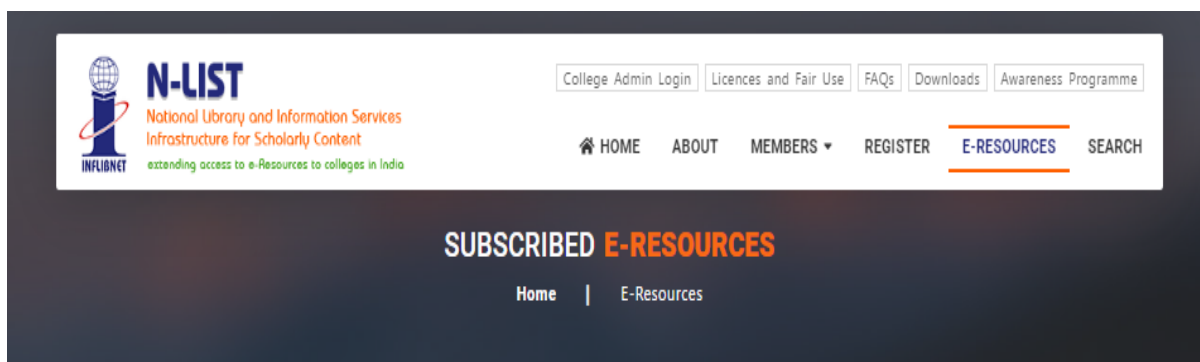 N-LIST
National Library and Information Services
Infrastructure for Scholarly Content
extending access to e-Resources to colleges in India
INFLIBNET
College Admin Login Licences and Fair Use FAQs Downloads Awareness Programme
HOME ABOUT MEMBERS REGISTER E-RESOURCES SEARCH
SUBSCRIBED E-RESOURCES
Home | E-Resources